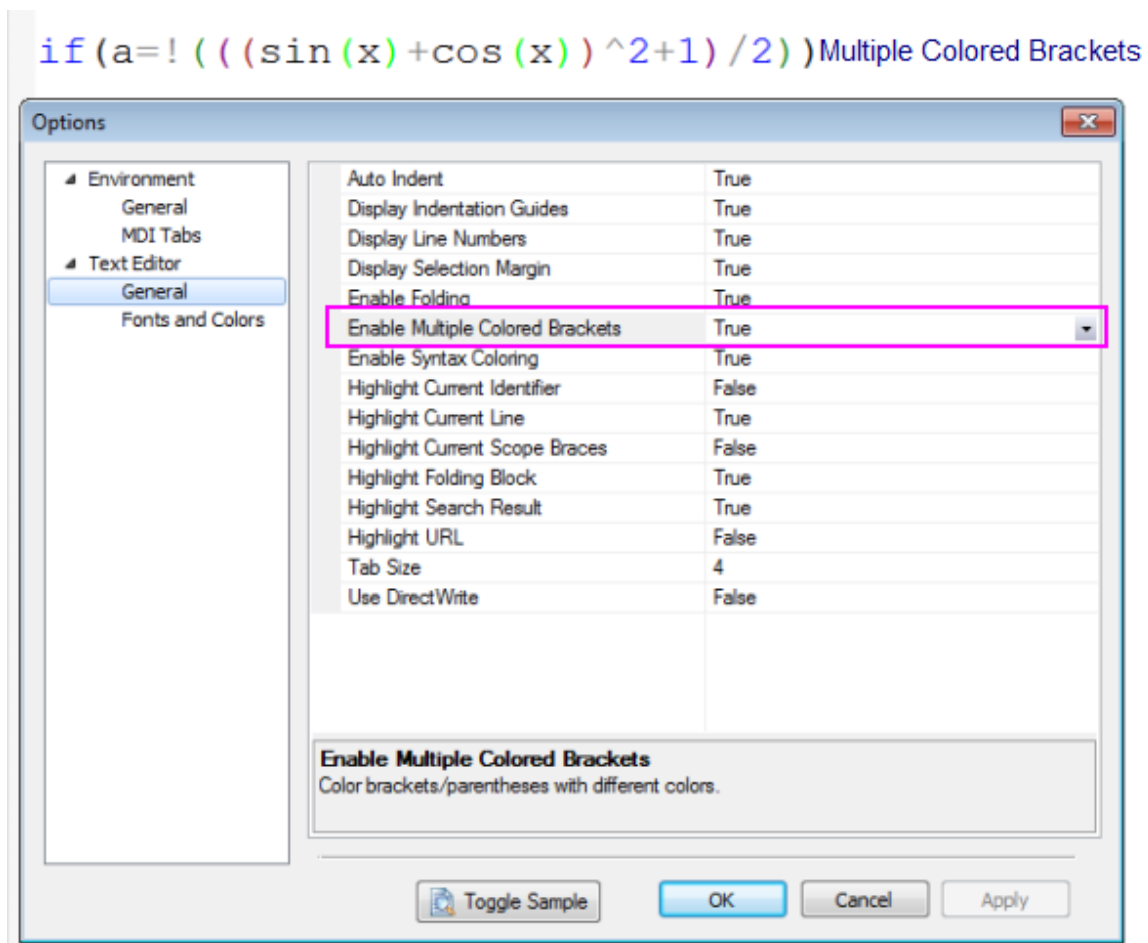 if(a=!(((sin(x)+cos(x))^2+1)/2))Multiple Colored Brackets
Options
Environment
General
MDI Tabs
Text Editor
General
Fonts and Colors
Auto Indent True
Display Indentation Guides True
Display Line Numbers True
Display Selection Margin True
Enable Folding True
Enable Multiple Colored Brackets True
Enable Syntax Coloring True
Highlight Current Identifier False
Highlight Current Line True
Highlight Current Scope Braces False
Highlight Folding Block True
Highlight Search Result True
Highlight URL False
Tab Size 4
Use DirectWrite False
Enable Multiple Colored Brackets
Color brackets/parentheses with different colors.
Toggle Sample OK Cancel Apply